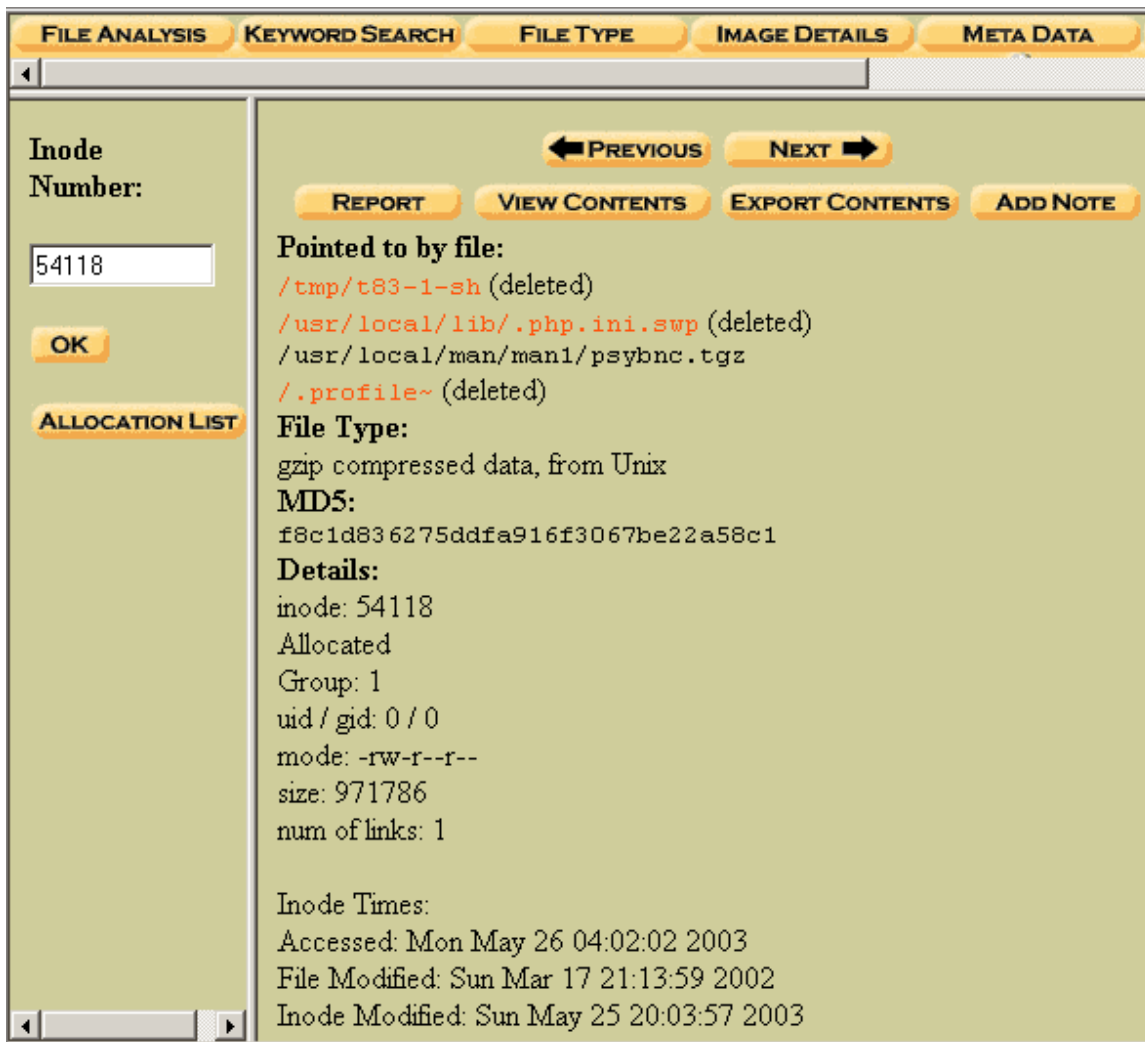 FILE ANALYSIS KEYWORD SEARCH FILE TYPE IMAGE DETAILS META DATA
Inode
Number:
54118
OK
ALLOCATION LIST
PREVIOUS NEXT
REPORT VIEW CONTENTS EXPORT CONTENTS ADD NOTE
Pointed to by file:
/tmp/t83-1-sh (deleted)
/usr/local/lib/.php.ini.swp (deleted)
/usr/local/man/man1/psybnc.tgz
/.profile~ (deleted)
File Type:
gzip compressed data, from Unix
MD5:
f8c1d836275ddfa916f3067be22a58c1
Details:
inode: 54118
Allocated
Group: 1
uid / gid: 0 / 0
mode: -rw-r--r--
size: 971786
num of links: 1
Inode Times:
Accessed: Mon May 26 04:02:02 2003
File Modified: Sun Mar 17 21:13:59 2002
Inode Modified: Sun May 25 20:03:57 2003